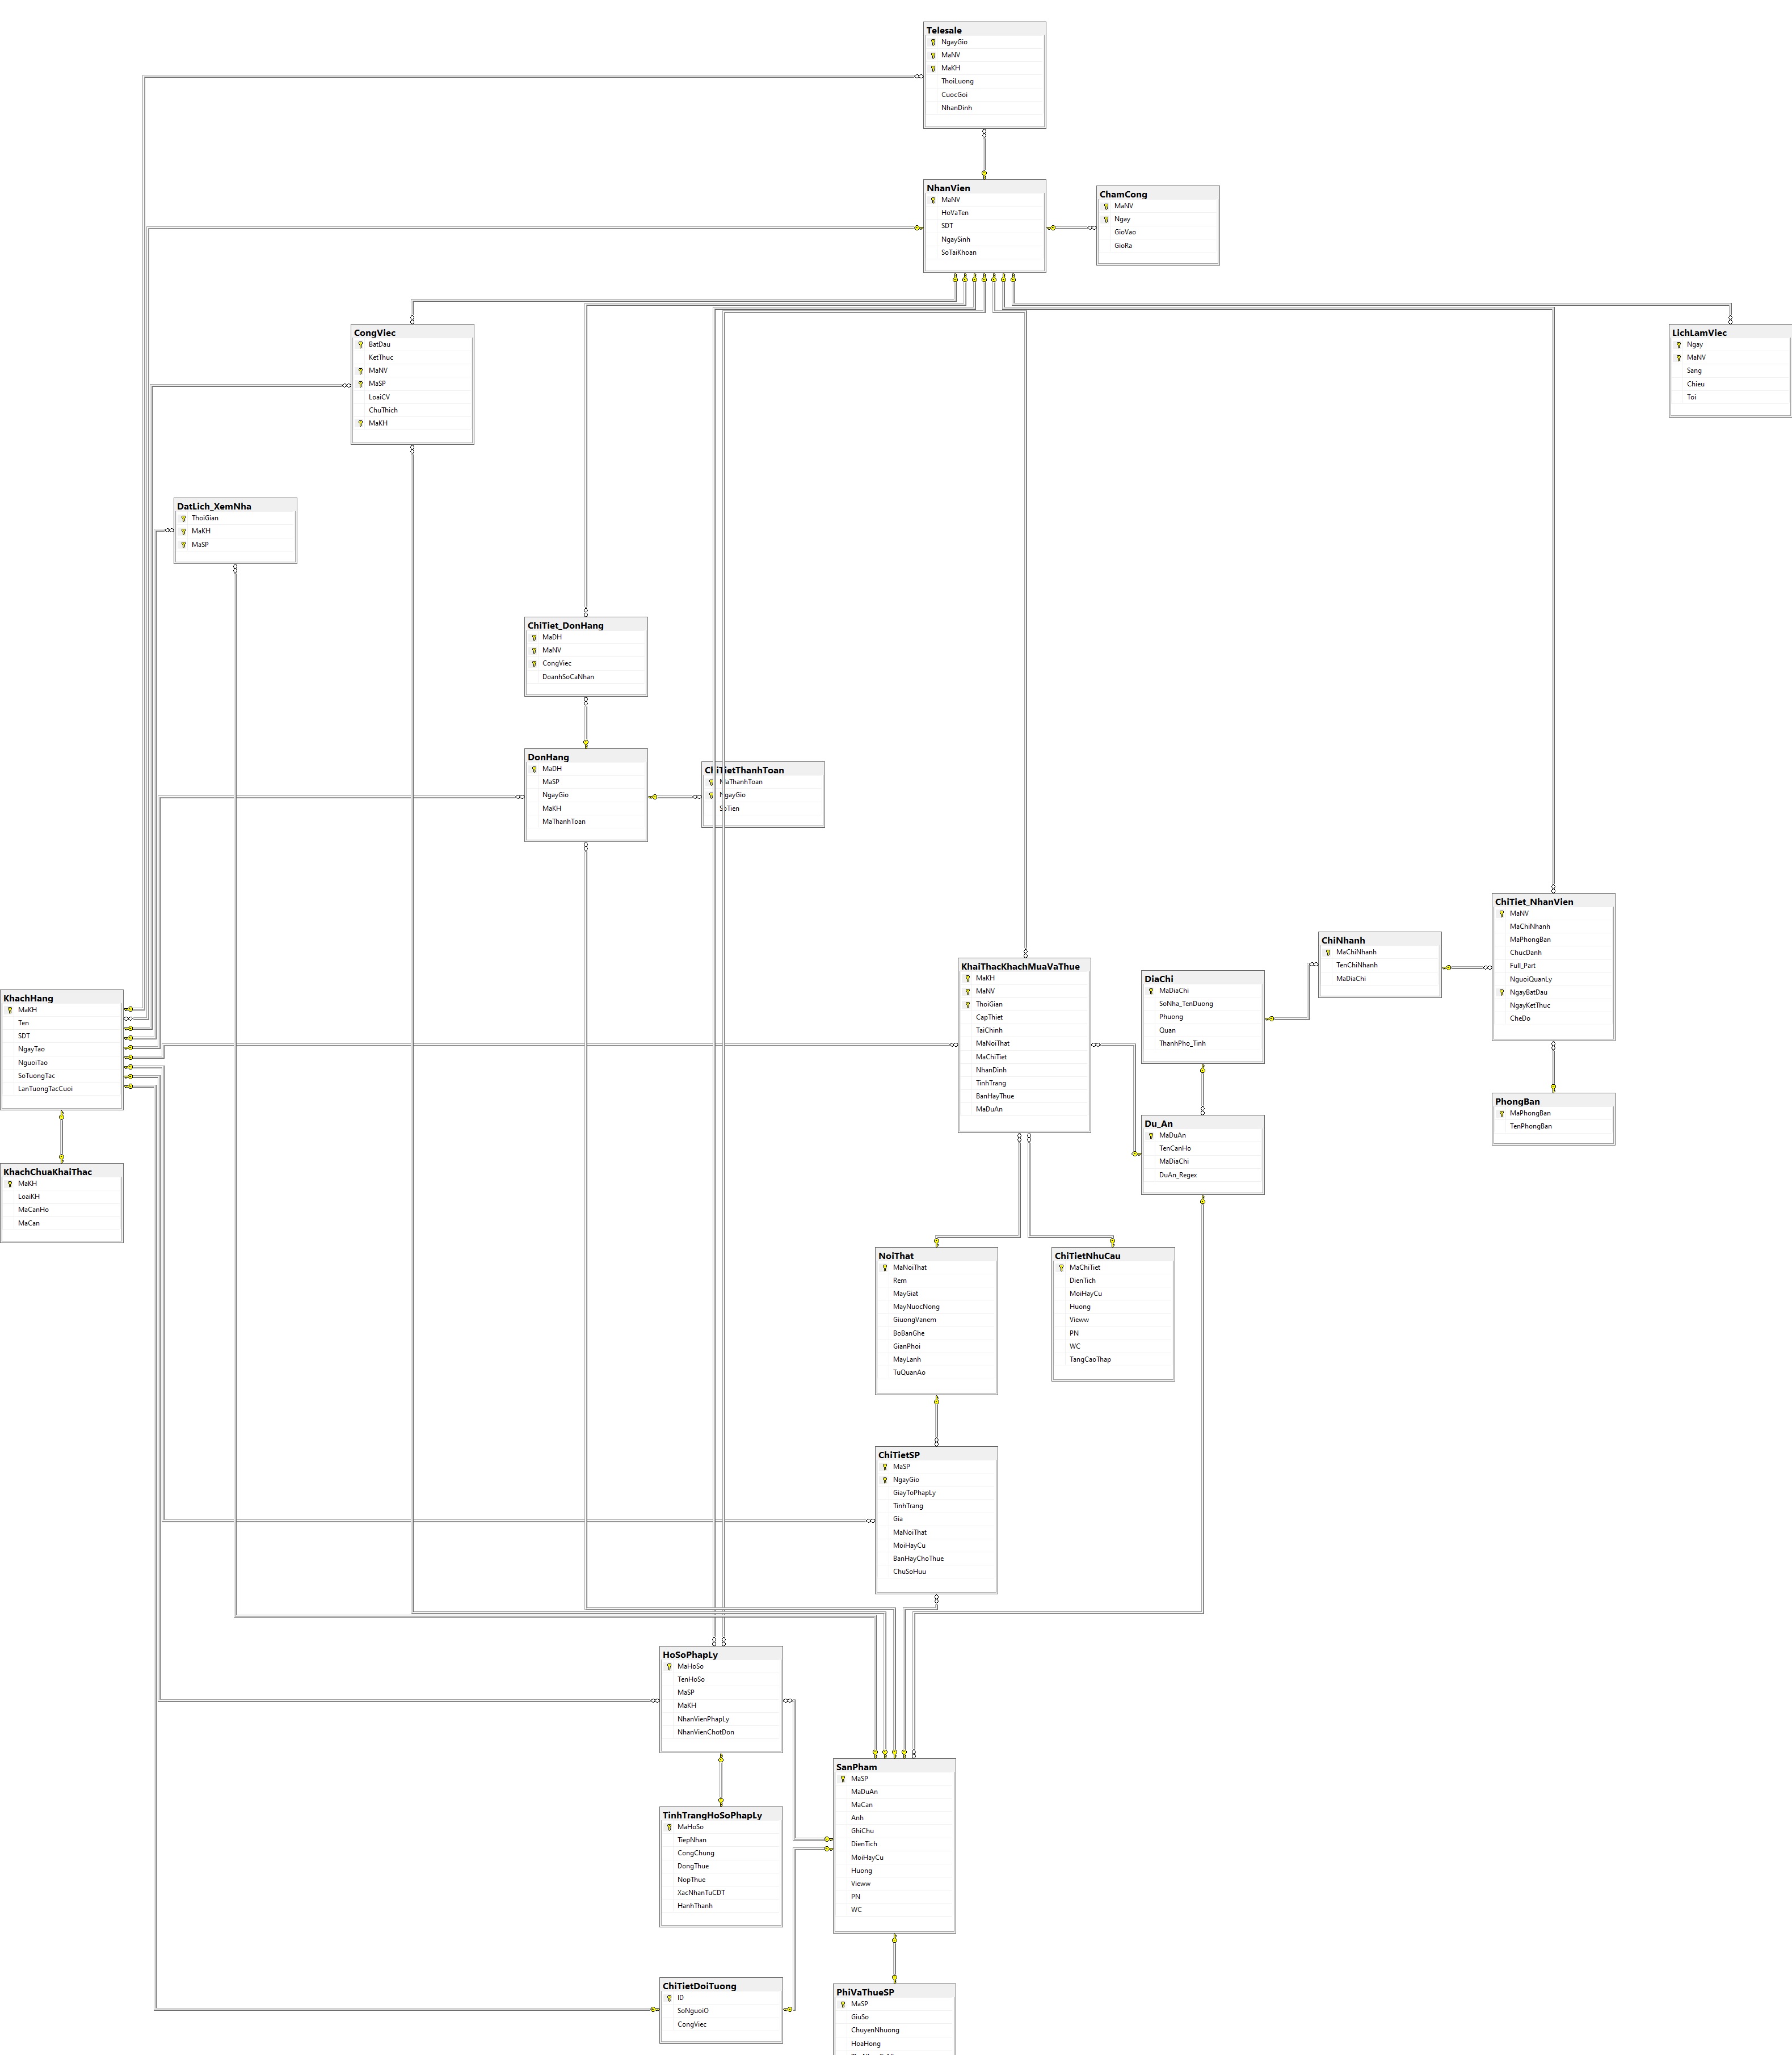 Telesale
NgayGio
MaNV
MaKH
ThoiLuong
CuocGoi
NhanDinh
NhanVien
MaNV
HoVaTen
SDT
NgaySinh
SoTaiKhoan
ChamCong
MaNV
Ngay
GioVao
GioRa
CongViec
BatDau
KetThuc
MaNV
MaSP
LoaiCV
ChuThich
MaKH
LichLamViec
Ngay
MaNV
Sang
Chieu
Toi
DatLich_XemNha
ThoiGian
MaKH
MaSP
ChiTiet_DonHang
MaDH
MaNV
CongViec
DoanhSoCaNhan
DonHang
MaDH
MaSP
NgayGio
MaKH
MaThanhToan
ChiTietThanhToan
MaThanhToan
NgayGio
SoTien
ChiTiet_NhanVien
MaNV
MaChiNhanh
MaPhongBan
ChucDanh
Full_Part
NguoiQuanLy
NgayBatDau
NgayKetThuc
CheDo
ChiNhanh
MaChiNhanh
TenChiNhanh
MaDiaChi
KhaiThacKhachMuaVaThue
MaKH
MaNV
ThoiGian
CapThiet
TaiChinh
MaNoiThat
MaChiTiet
NhanDinh
TinhTrang
BanHayThue
MaDuAn
DiaChi
MaDiaChi
SoNha_TenDuong
Phuong
Quan
ThanhPho_Tinh
KhachHang
MaKH
Ten
SDT
NgayTao
NguoiTao
SoTuongTac
LanTuongTacCuoi
PhongBan
MaPhongBan
TenPhongBan
Du_An
MaDuAn
TenCanHo
MaDiaChi
DuAn_Regex
KhachChuaKhaiThac
MaKH
LoaiKH
MaCanHo
MaCan
NoiThat
MaNoiThat
Rem
MayGiat
MayNuocNong
GiuongVanem
BoBanGhe
GianPhoi
MayLanh
TuQuanAo
ChiTietNhuCau
MaChiTiet
DienTich
MoiHayCu
Huong
Vieww
PN
WC
TangCaoThap
ChiTietSP
MaSP
NgayGio
GiayToPhapLy
TinhTrang
Gia
MaNoiThat
MoiHayCu
BanHayChoThue
ChuSoHuu
HoSoPhapLy
MaHoSo
TenHoSo
MaSP
MaKH
NhanVienPhapLy
NhanVienChotDon
SanPham
MaSP
MaDuAn
MaCan
Anh
GhiChu
DienTich
MoiHayCu
Huong
Vieww
PN
WC
TinhTrangHoSoPhapLy
MaHoSo
TiepNhan
CongChung
DongThue
NopThue
XacNhanTuCDT
HanhThanh
ChiTietDoiTuong
ID
SoNguoiO
CongViec
PhiVaThueSP
MaSP
GiuSo
ChuyenNhuong
HoaHong